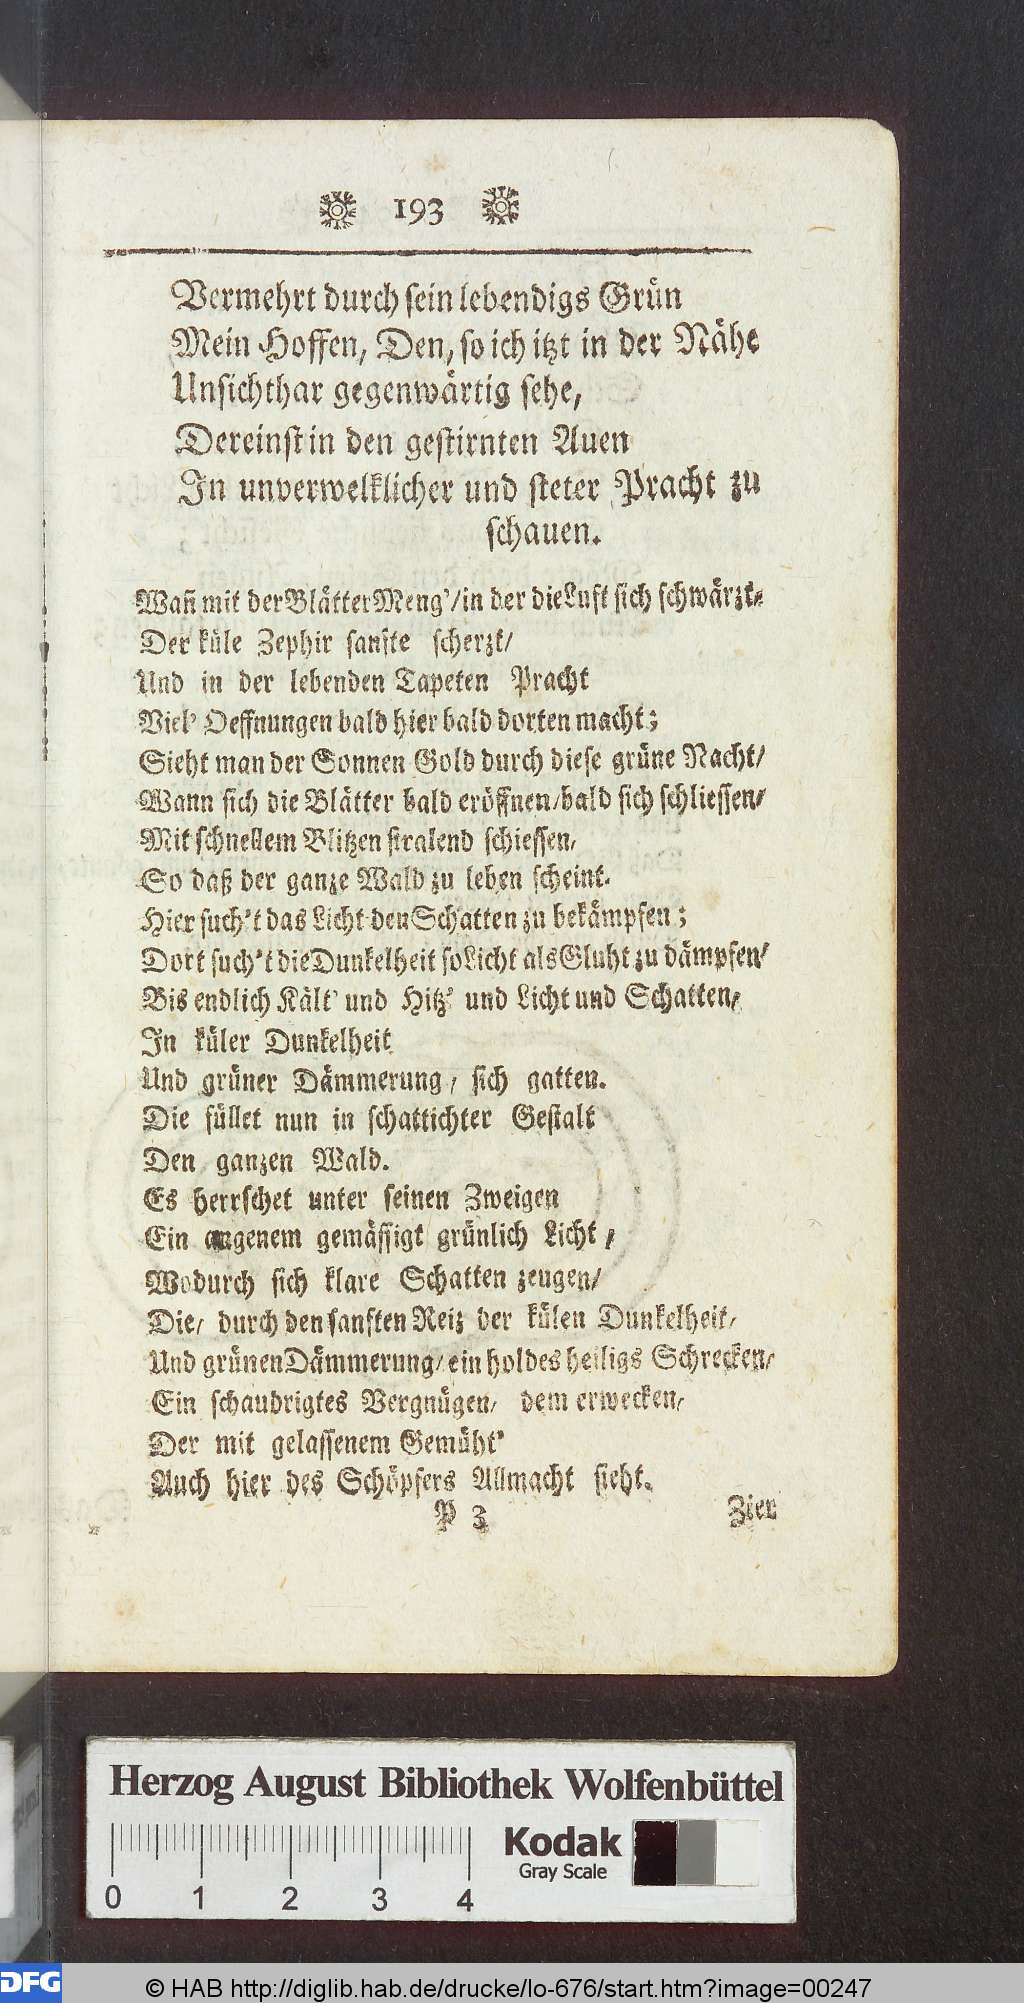 193
Vermehrt durch sein lebendigs Grün
Mein Hoffen, Den, so ich itzt in der Nähe
Unsichthar gegenwärtig sehe,
Dereinst in den gestirnten Auen
In unverwelklicher und steter Pracht zu
schauen.
Wañ mit der Blätter Meng'/ in der die Luft sich schwärzt/
Der küle Zephir sanfte scherzt/
Und in der lebenden Tapeten Pracht
Viel' Oeffnungen bald hier bald dorten macht;
Sieht man der Sonnen Gold durch diese grüne Nacht/
Wann sich die Blätter bald eröffnen/ bald sich schliessen/
Mit schnellem Blitzen stralend schiessen/
So daß der ganze Wald zu leben scheint.
Hier such't das Licht den Schatten zu bekämpfen;
Dort such't die Dunkelheit so Licht als Gluht zu dämpfen/
Bis endlich Kält' und Hitz' und Licht und Schatten/
In küler Dunkelheit
Und grüner Dämmerung/ sich gatten.
Die füllet nun in schattichter Gestalt
Den ganzen Wald.
Es herrschet unter seinen Zweigen
Ein angenem gemässigt grünlich Licht/
Wodurch sich klare Schatten zeugen/
Die/ durch den sanften Reiz der külen Dunkelheit/
Und grünen Dämmerung/ ein holdes heiligs Schrecken/
Ein schaudrigtes Vergnügen/ dem erwecken/
Der mit gelassenem Gemüht'
Auch hier des Schöpfers Allmacht sieht.
P 3 Zier
Herzog August Bibliothek Wolfenbüttel
Kodak
Gray Scale
0 1 2 3 4
DFG © HAB http://diglib.hab.de/drucke/lo-676/start.htm?image=00247